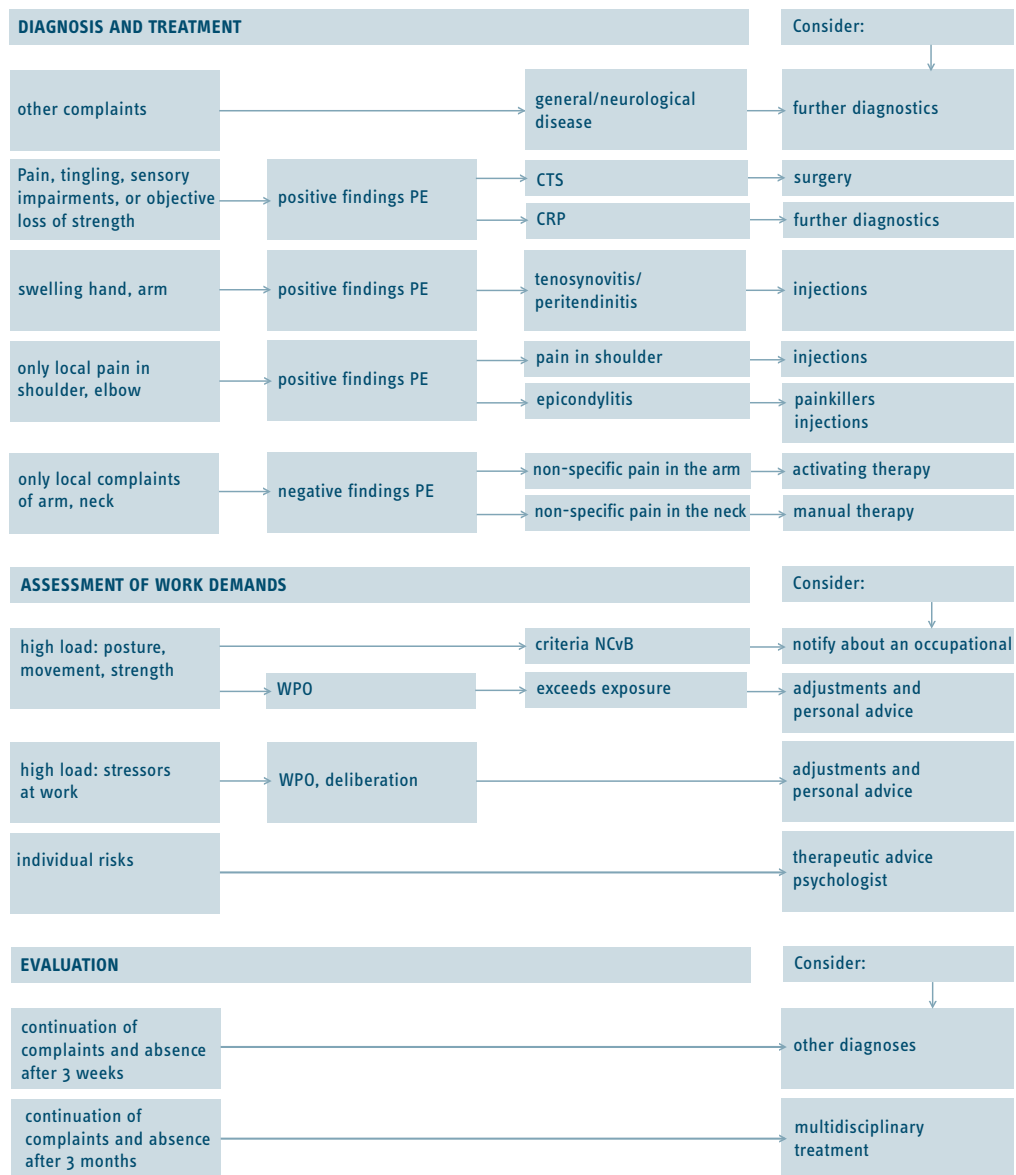 DIAGNOSIS AND TREATMENT
Consider:
other complaints
general/neurological
disease
further diagnostics
Pain, tingling, sensory
impairments, or objective
loss of strength
positive findings PE
CTS
surgery
CRP
further diagnostics
swelling hand, arm
positive findings PE
tenosynovitis/
peritendinitis
injections
only local pain in
shoulder, elbow
positive findings PE
pain in shoulder
injections
epicondylitis
painkillers
injections
only local complaints
of arm, neck
negative findings PE
non-specific pain in the arm
activating therapy
non-specific pain in the neck
manual therapy
ASSESSMENT OF WORK DEMANDS
Consider:
high load: posture,
movement, strength
criteria NCvB
notify about an occupational
WPO
exceeds exposure
adjustments and
personal advice
high load: stressors
at work
WPO, deliberation
adjustments and
personal advice
individual risks
therapeutic advice
psychologist
EVALUATION
Consider:
continuation of
complaints and absence
after 3 weeks
other diagnoses
continuation of
complaints and absence
after 3 months
multidisciplinary
treatment